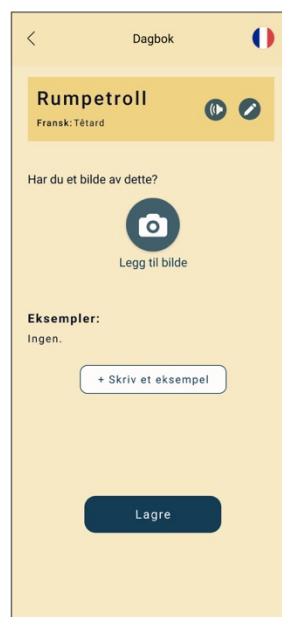 Dagbok
Rumpetroll
Fransk: Têtard
Har du et bilde av dette?
Legg til bilde
Eksempler:
Ingen.
+ Skriv et eksempel
Lagre